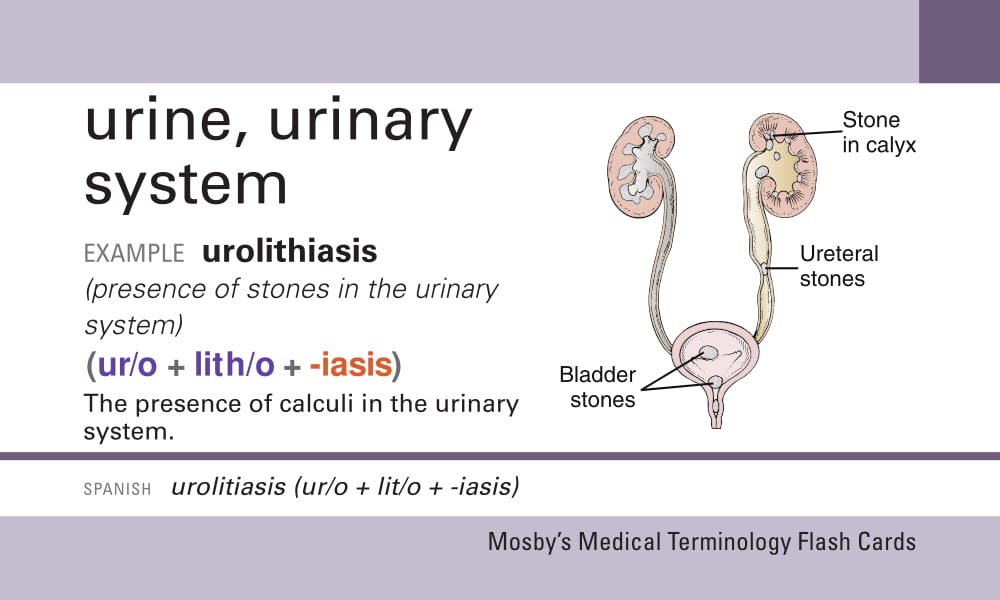 urine, urinary
system
EXAMPLE urolithiasis
(presence of stones in the urinary
system)
(ur/o + lith/o + -iasis)
The presence of calculi in the urinary
system.
Stone
in calyx
Ureteral
stones
Bladder
stones
SPANISH urolitiasis (ur/o + lit/o + -iasis)
Mosby's Medical Terminology Flash Cards